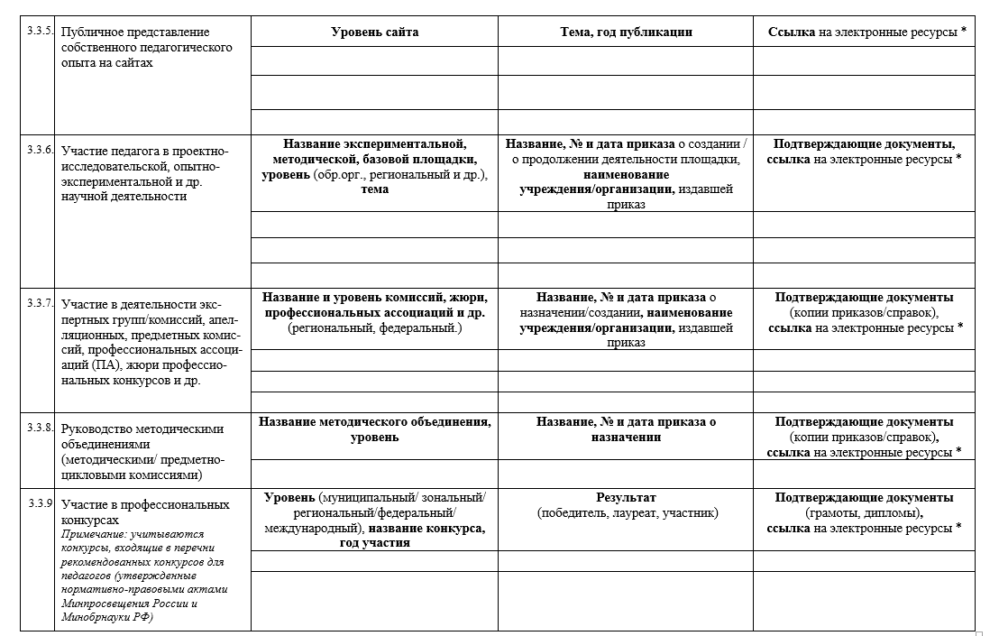 3.3.5.
Публичное представление
собственного педагогического
опыта на сайтах
Уровень сайта
Тема, год публикации
Ссылка на электронные ресурсы *
3.3.6.
Участие педагога в проектно-
исследовательской, опытно-
экспериментальной и др.
научной деятельности
Название экспериментальной,
методической, базовой площадки,
уровень (обр.орг., региональный и др.),
тема
Название, № и дата приказа о создании /
о продолжении деятельности площадки,
наименование
учреждения/организации, издавшей
приказ
Подтверждающие документы,
ссылка на электронные ресурсы *
3.3.7.
Участие в деятельности экс-
пертных групп/комиссий, апел-
ляционных, предметных комис-
сий, профессиональных ассоци-
аций (ПА), жюри профессио-
нальных конкурсов и др.
Название и уровень комиссий, жюри,
профессиональных ассоциаций и др.
(региональный, федеральный.)
Название, № и дата приказа о
назначении/создании, наименование
учреждения/организации, издавшей
приказ
Подтверждающие документы
(копии приказов/справок),
ссылка на электронные ресурсы *
3.3.8.
Руководство методическими
объединениями
(методическими/ предметно-
цикловыми комиссиями)
Название методического объединения,
уровень
Название, № и дата приказа о
назначении
Подтверждающие документы
(копии приказов/справок),
ссылка на электронные ресурсы *
3.3.9
Участие в профессиональных
конкурсах
Примечание: учитываются
конкурсы, входящие в перечни
рекомендованных конкурсов для
педагогов (утвержденные
нормативно-правовыми актами
Минпросвещения России и
Минобрнауки РФ)
Уровень (муниципальный/ зональный/
региональный/федеральный/
международный), название конкурса,
год участия
Результат
(победитель, лауреат, участник)
Подтверждающие документы
(грамоты, дипломы),
ссылка на электронные ресурсы *